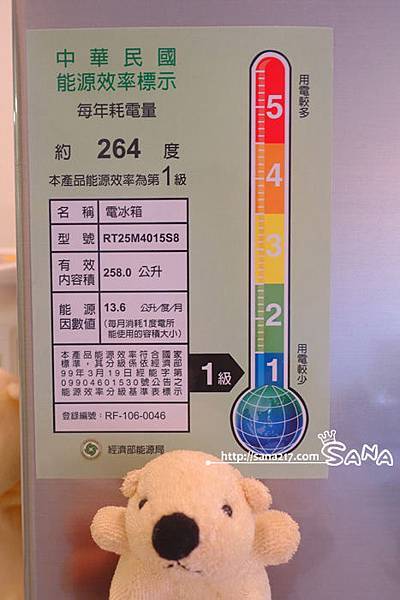 中華民國
能源效率標示
每年耗電量
約 264 度
本產品能源效率為第1級
名稱 電冰箱
型號 RT25M4015S8
有效內容積 258.0 公升
能源因數值 13.6 公升/度/月
(每月消耗1度電所
能使用的容積大小)
本產品能源效率符合國家
標準,其分級係依經濟部
99年3月19日經能字第
09904601530號公告之
能源效率分級基準表標示
登錄編號:RF-106-0046
經濟部能源局
用電較多
5
4
3
2
1
用電較少
1級
http://sana217.com
SANA